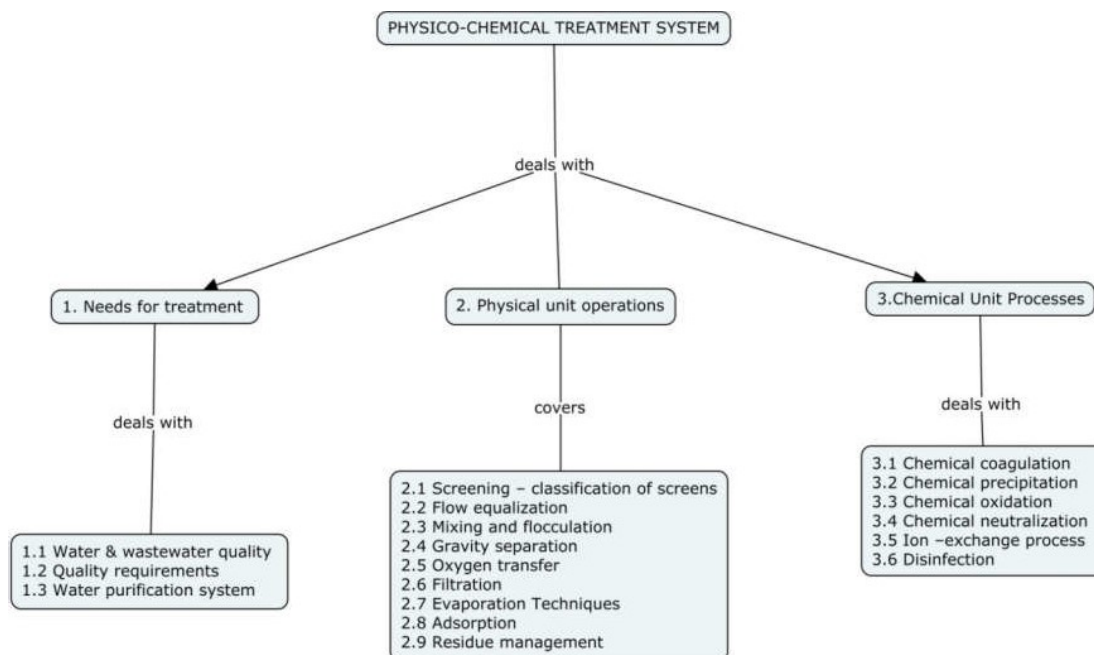 PHYSICO-CHEMICAL TREATMENT SYSTEM
deals with
1. Needs for treatment
2. Physical unit operations
3.Chemical Unit Processes
deals with
covers
deals with
1.1 Water & wastewater quality
1.2 Quality requirements
1.3 Water purification system
2.1 Screening – classification of screens
2.2 Flow equalization
2.3 Mixing and flocculation
2.4 Gravity separation
2.5 Oxygen transfer
2.6 Filtration
2.7 Evaporation Techniques
2.8 Adsorption
2.9 Residue management
3.1 Chemical coagulation
3.2 Chemical precipitation
3.3 Chemical oxidation
3.4 Chemical neutralization
3.5 Ion –exchange process
3.6 Disinfection